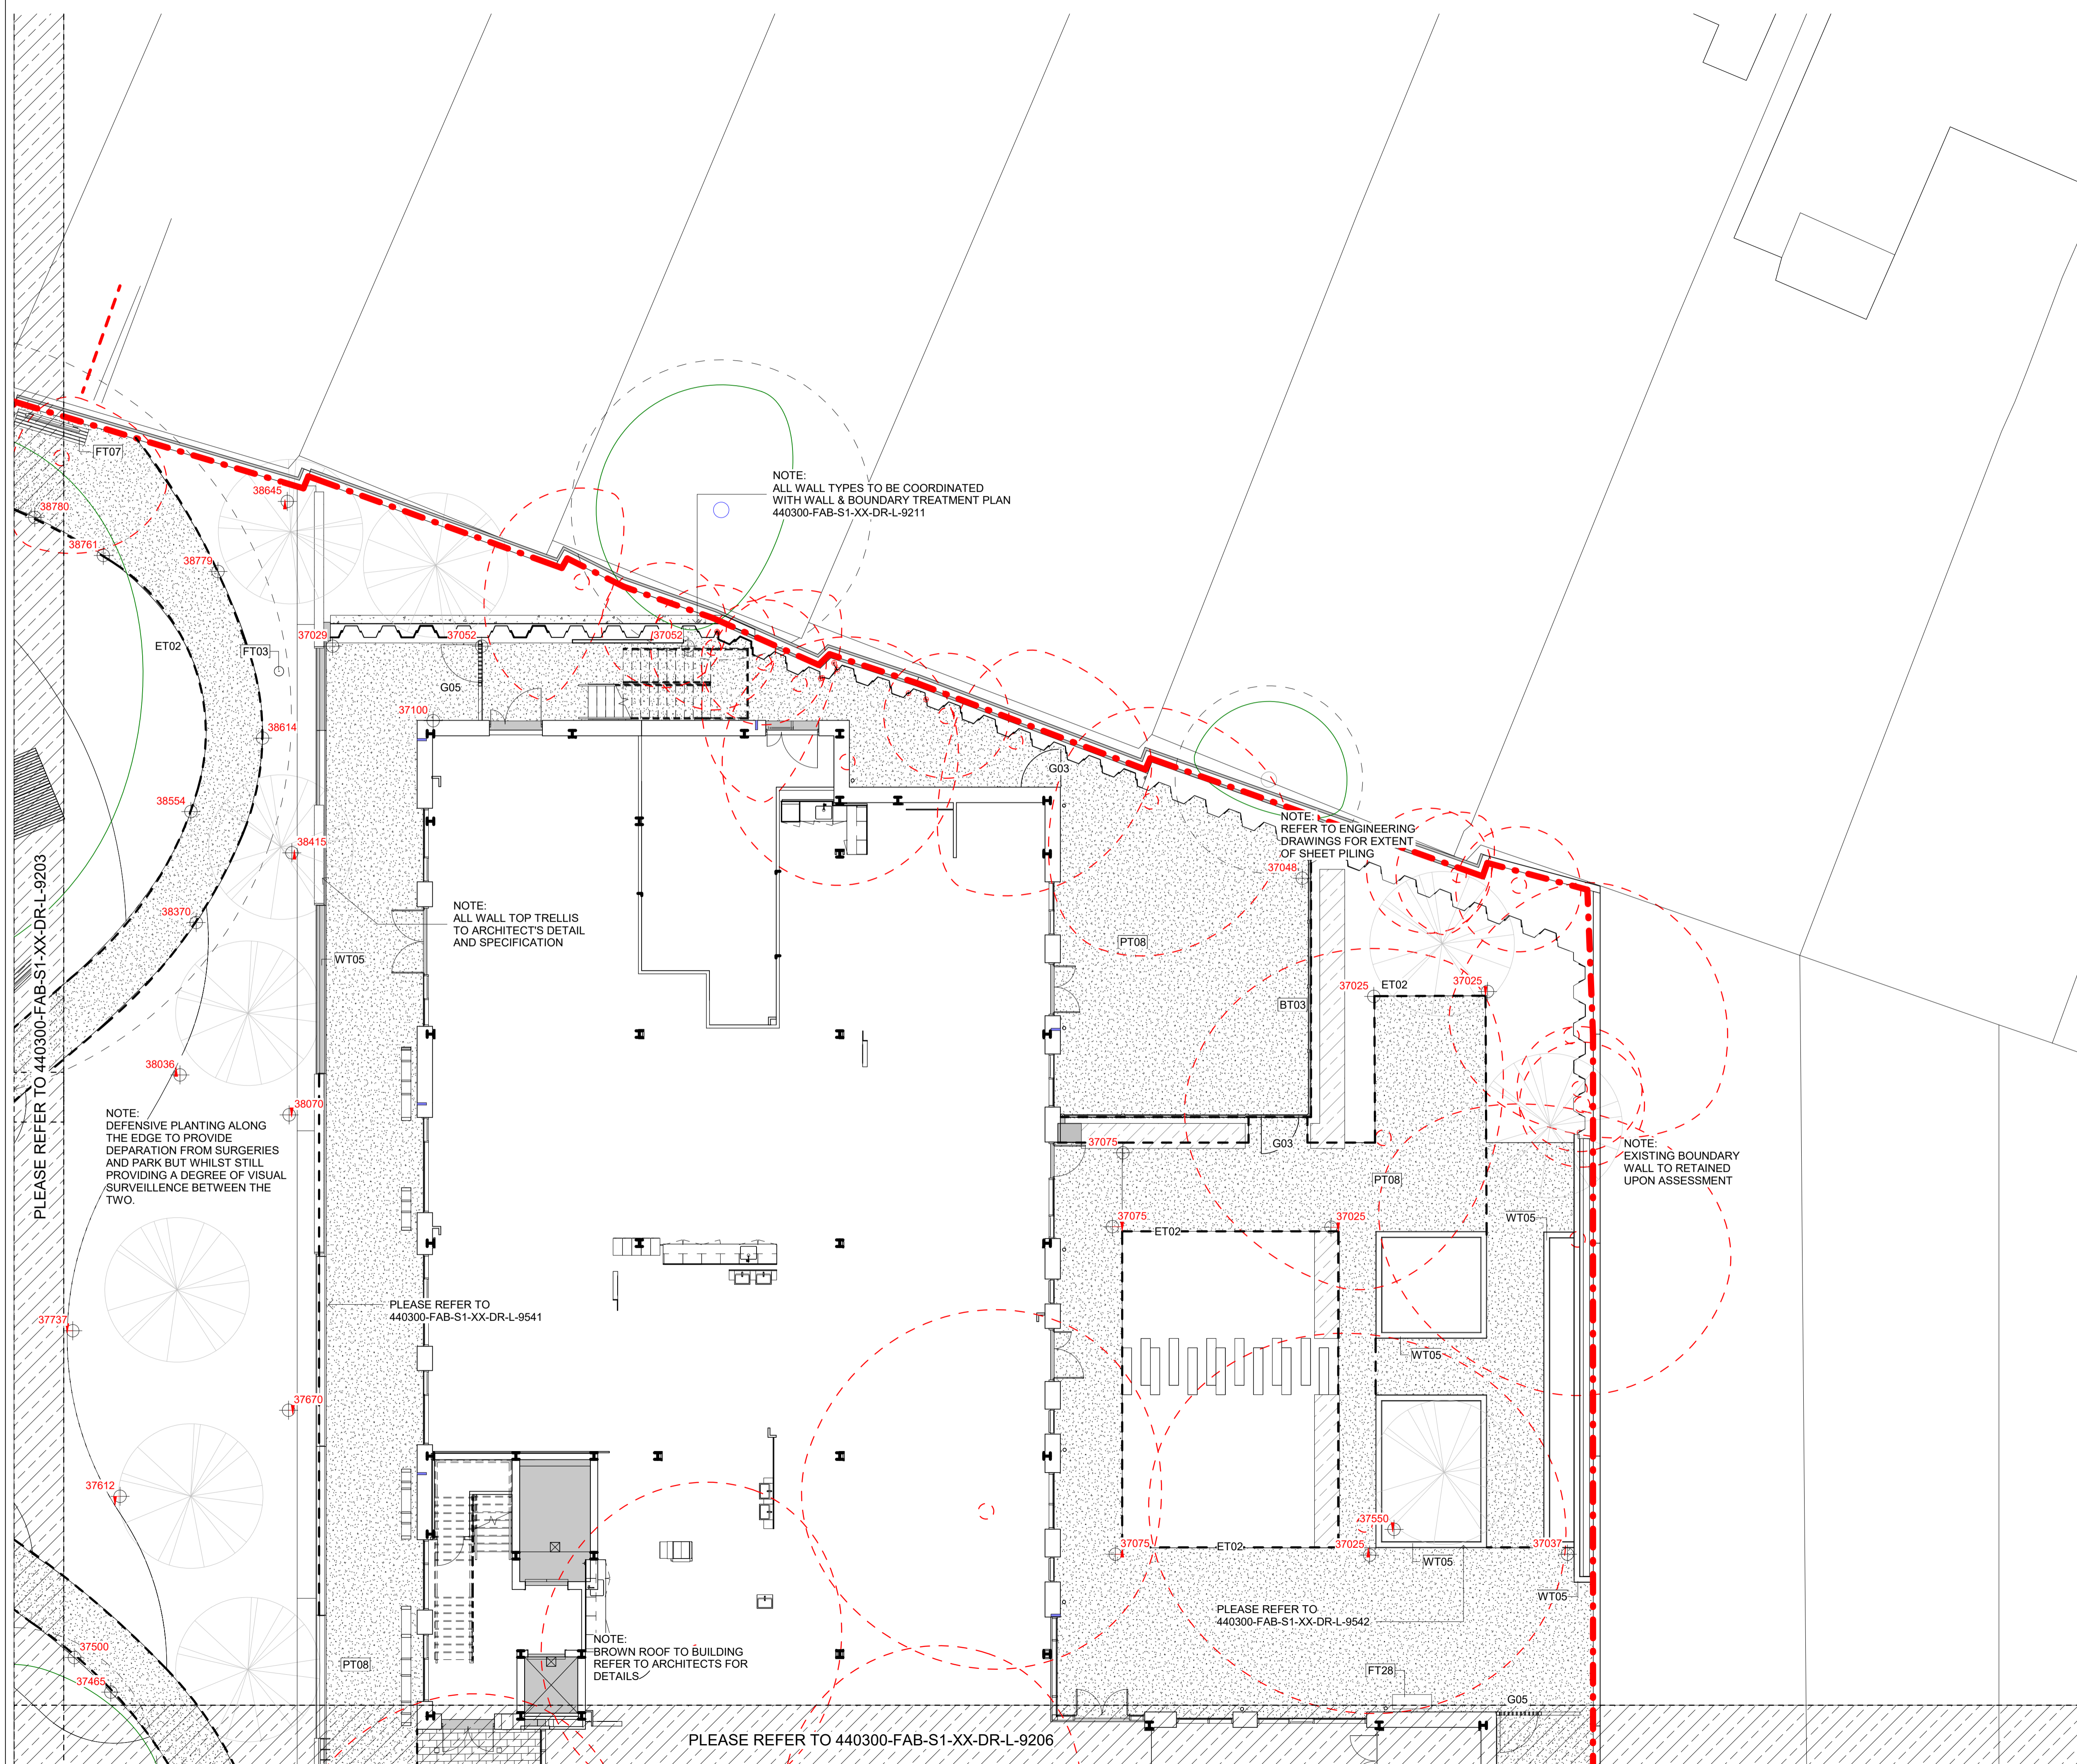 NOTE:
ALL WALL TYPES TO BE COORDINATED
WITH WALL & BOUNDARY TREATMENT PLAN
440300-FAB-S1-XX-DR-L-9211
FT07
38645
38780
38761
38779
ET02
FT03
37029
37052
37052
G05
37100
38614
G03
38554
38415
NOTE:
REFER TO ENGINEERING
DRAWINGS FOR EXTENT
OF SHEET PILING
37048
PLEASE REFER TO 440300-FAB-S1-XX-DR-L-9203
38370
NOTE:
ALL WALL TOP TRELLIS
TO ARCHITECT'S DETAIL
AND SPECIFICATION
WT05
PT08
37025
ET02
37025
BT03
38036
38070
NOTE:
DEFENSIVE PLANTING ALONG
THE EDGE TO PROVIDE
DEPARATION FROM SURGERIES
AND PARK BUT WHILST STILL
PROVIDING A DEGREE OF VISUAL
SURVEILLENCE BETWEEN THE
TWO.
37075
G03
NOTE:
EXISTING BOUNDARY
WALL TO RETAINED
UPON ASSESSMENT
PT08
37075
ET02
37025
WT05
PLEASE REFER TO
440300-FAB-S1-XX-DR-L-9541
37737
WT05
37670
37612
37550
37075
ET02
37025
WT05
37037
WT05
PLEASE REFER TO
440300-FAB-S1-XX-DR-L-9542
37500
37465
PT08
NOTE:
BROWN ROOF TO BUILDING
REFER TO ARCHITECTS FOR
DETAILS
FT28
G05
PLEASE REFER TO 440300-FAB-S1-XX-DR-L-9206